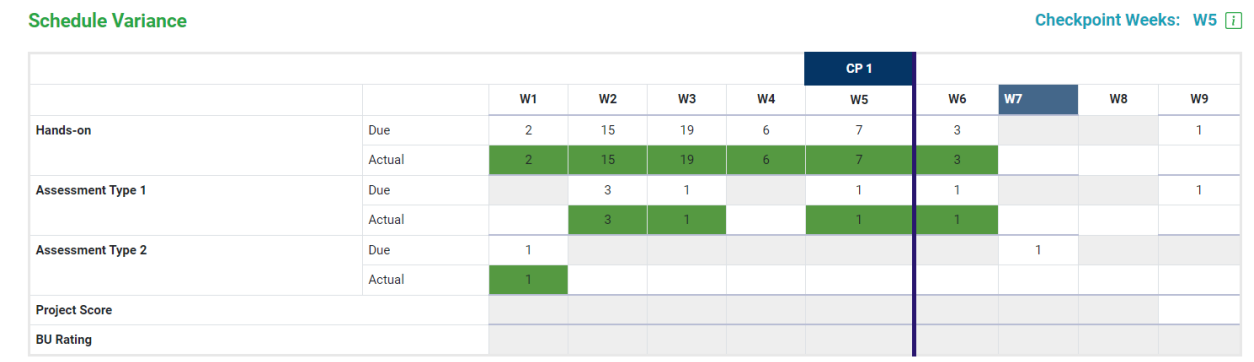 Schedule Variance
Checkpoint Weeks: W5 i
CP 1
W1 W2 W3 W4 W5 W6 W7 W8 W9
Hands-on Due 2 15 19 6 7 3 1
Actual 2 15 19 6 7 3
Assessment Type 1 Due 3 1 1 1 1
Actual 3 1 1 1
Assessment Type 2 Due 1 1
Actual 1
Project Score
BU Rating